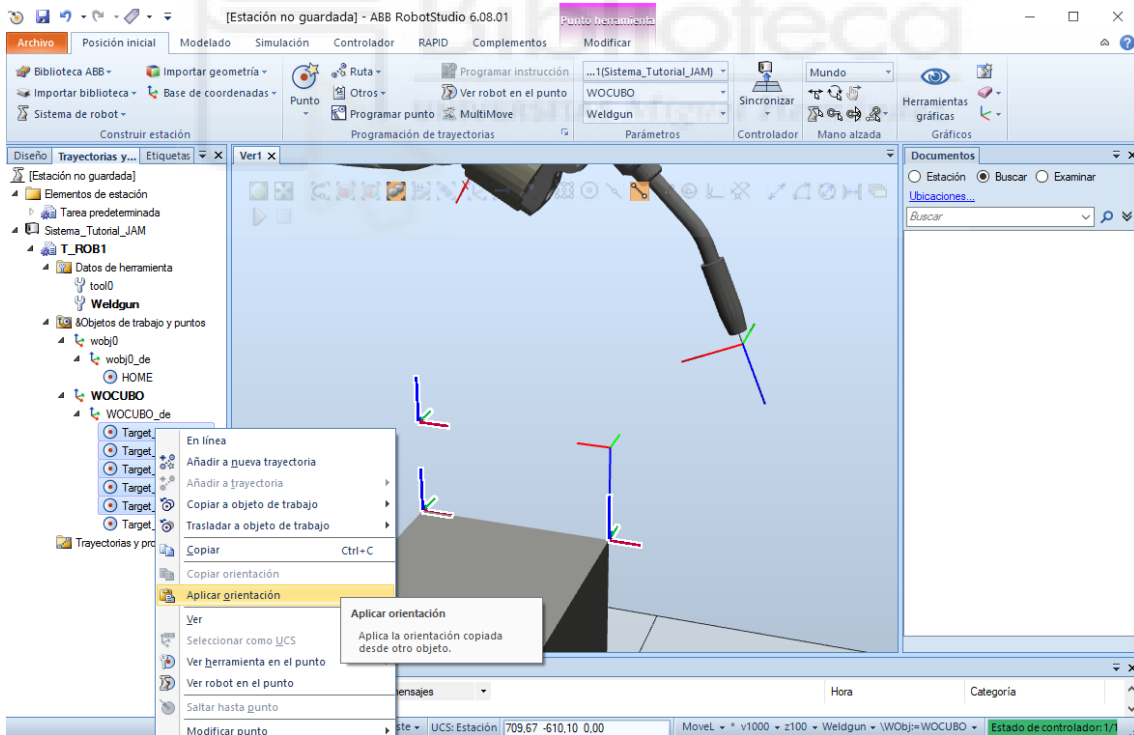 [Estación no guardada] - ABB RobotStudio 6.08.01
Punto herramienta
Archivo Posición inicial Modelado Simulación Controlador RAPID Complementos Modificar
Biblioteca ABB Importar geometría Ruta Programar instrucción ...1(Sistema_Tutorial_JAM) Mundo
Importar biblioteca Base de coordenadas Punto Otros Ver robot en el punto WOCUBO Sincronizar Herramientas gráficas
Sistema de robot Programar punto MultiMove Weldgun
Construir estación Programación de trayectorias Parámetros Controlador Mano alzada Gráficos
Diseño Trayectorias y... Etiquetas Ver1 Documentos
[Estación no guardada]
Estación Buscar Examinar
Elementos de estación
Ubicaciones...
Tarea predeterminada
Buscar
Sistema_Tutorial_JAM
T_ROB1
Datos de herramienta
tool0
Weldgun
&Objetos de trabajo y puntos
wobj0
wobj0_de
HOME
WOCUBO
WOCUBO_de
Target_
Target_
Target_
Target_
Target_
Target_
Trayectorias y pro
En línea
Añadir a nueva trayectoria
Añadir a trayectoria
Copiar a objeto de trabajo
Trasladar a objeto de trabajo
Copiar Ctrl+C
Copiar orientación
Aplicar orientación
Ver
Seleccionar como UCS
Ver herramienta en el punto
Ver robot en el punto
Saltar hasta punto
Modificar punto
Aplicar orientación
Aplica la orientación copiada
desde otro objeto.
Hora Categoría
UCS: Estación 709,67 -610,10 0,00 MoveL * v1000 z100 Weldgun \WObj:=WOCUBO Estado de controlador: 1/1